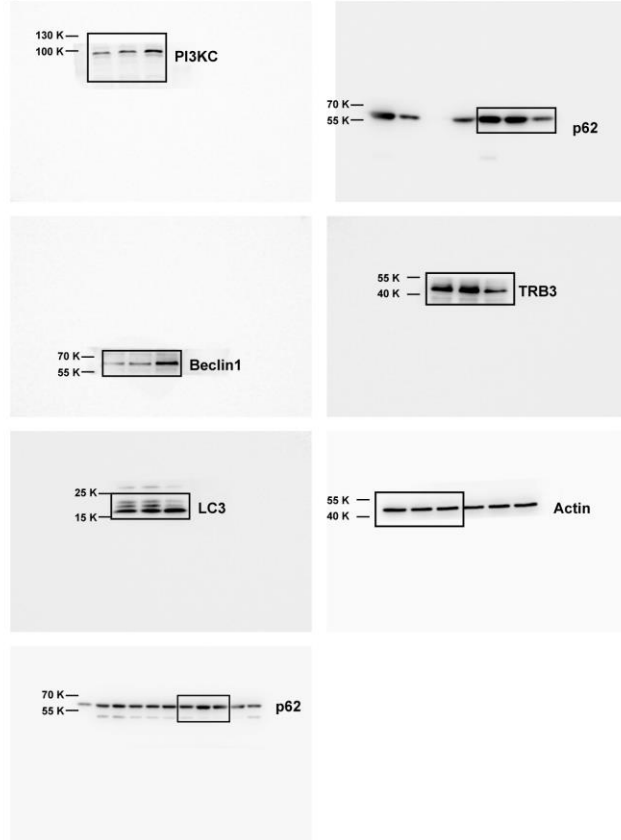 130 K
100 K
PI3KC
70 K
55 K
p62
70 K
55 K
Beclin1
55 K
40 K
TRB3
25 K
15 K
LC3
55 K
40 K
Actin
70 K
55 K
p62